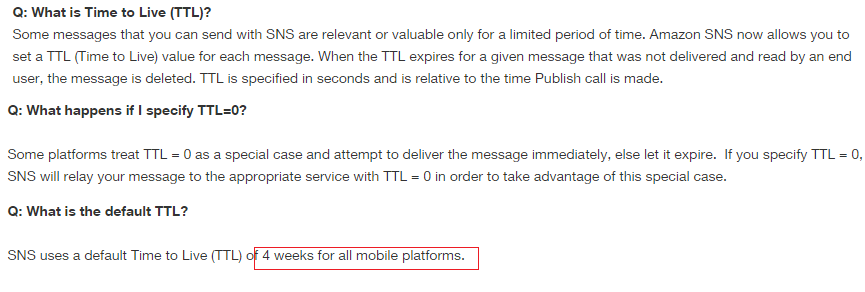 Q: What is Time to Live (TTL)?
Some messages that you can send with SNS are relevant or valuable only for a limited period of time. Amazon SNS now allows you to
set a TTL (Time to Live) value for each message. When the TTL expires for a given message that was not delivered and read by an end
user, the message is deleted. TTL is specified in seconds and is relative to the time Publish call is made.
Q: What happens if I specify TTL=0?
Some platforms treat TTL = 0 as a special case and attempt to deliver the message immediately, else let it expire.  If you specify TTL = 0,
SNS will relay your message to the appropriate service with TTL = 0 in order to take advantage of this special case.
Q: What is the default TTL?
SNS uses a default Time to Live (TTL) of 4 weeks for all mobile platforms.